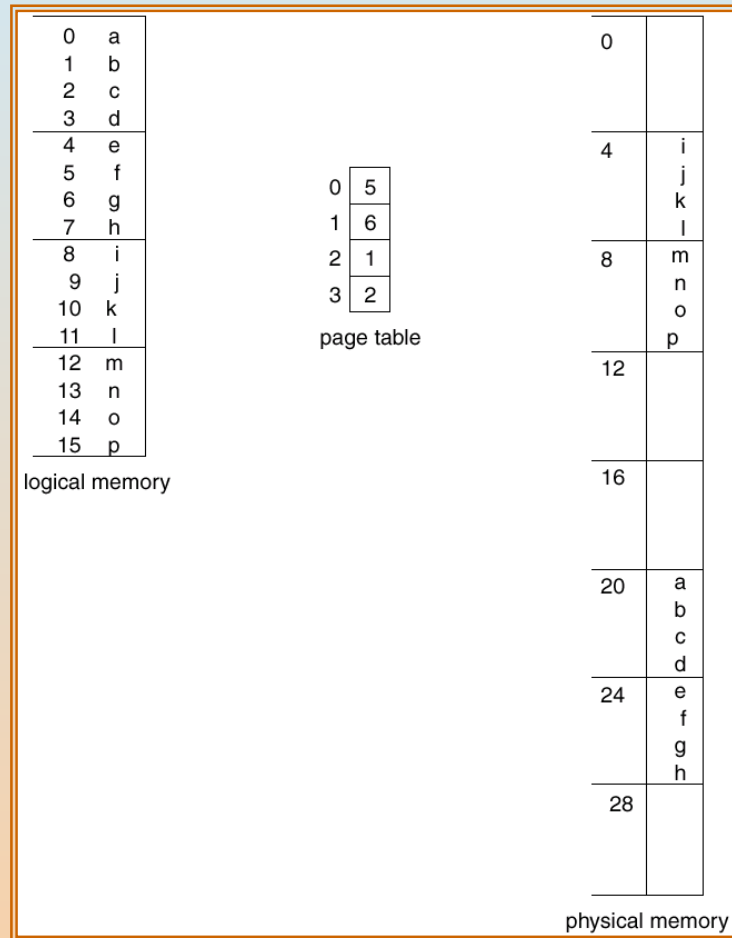 0 a
1 b
2 c
3 d
4 e
5 f
6 g
7 h
8 i
9 j
10 k
11 l
12 m
13 n
14 o
15 p
logical memory
0 5
1 6
2 1
3 2
page table
0
4 i
j
k
l
8 m
n
o
p
12
16
20 a
b
c
d
24 e
f
g
h
28
physical memory